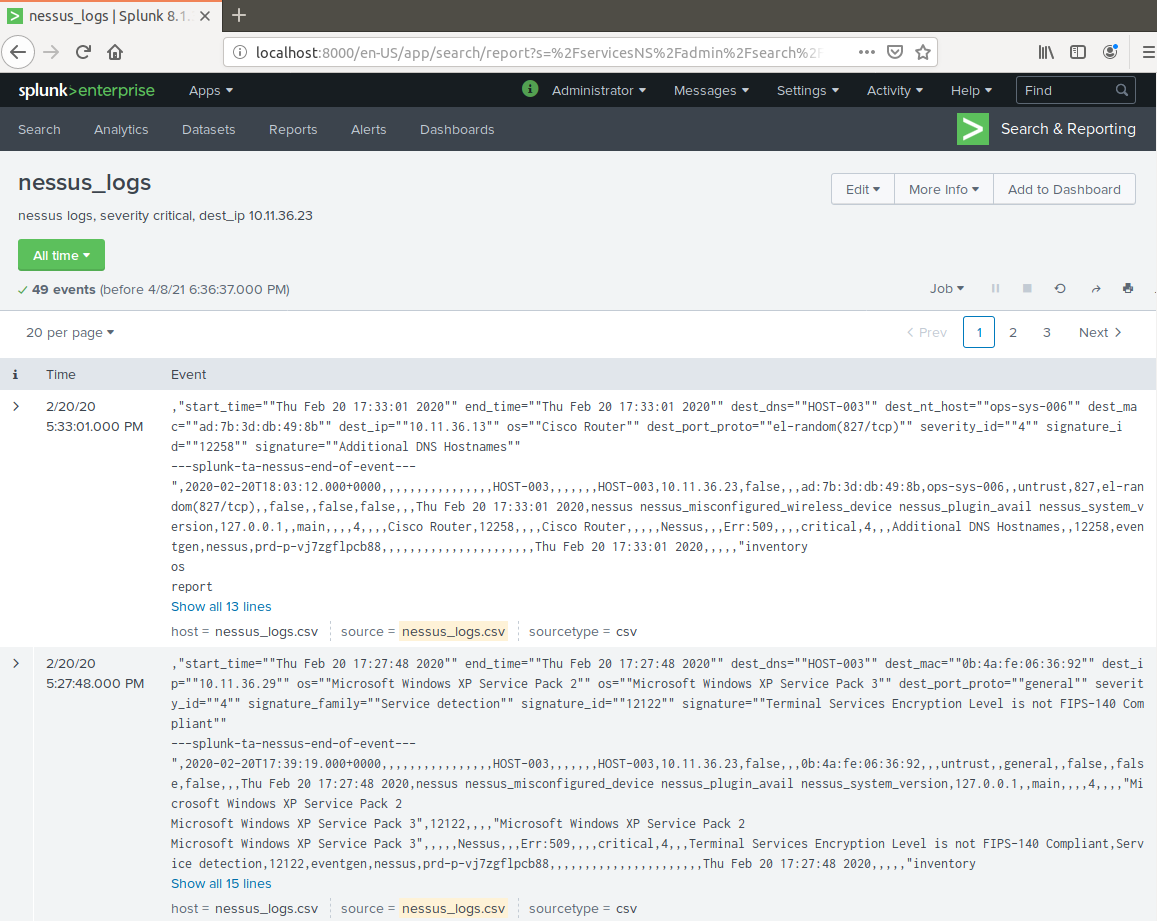 nessus_logs | Splunk 8.1.
localhost:8000/en-US/app/search/report?s=%2FservicesNS%2Fadmin%2Fsearch%2F
splunk>enterprise Apps Administrator Messages Settings Activity Help Find
Search Analytics Datasets Reports Alerts Dashboards Search & Reporting
nessus_logs
Edit More Info Add to Dashboard
nessus logs, severity critical, dest_ip 10.11.36.23
All time
49 events (before 4/8/21 6:36:37.000 PM)
Job
20 per page
Prev 1 2 3 Next
i Time Event
2/20/20
5:33:01.000 PM
,"start_time=""Thu Feb 20 17:33:01 2020"" end_time=""Thu Feb 20 17:33:01 2020"" dest_dns=""HOST-003"" dest_nt_host=""ops-sys-006"" dest_ma
c=""ad:7b:3d:db:49:8b"" dest_ip=""10.11.36.13"" os=""Cisco Router"" dest_port_proto=""el-random(827/tcp)"" severity_id=""4"" signature_i
d=""12258"" signature=""Additional DNS Hostnames""
---splunk-ta-nessus-end-of-event---
",2020-02-20T18:03:12.000+0000,,,,,,,,,,,,,,,,HOST-003,,,,,,,HOST-003,10.11.36.23,false,,,ad:7b:3d:db:49:8b,ops-sys-006,,untrust,827,el-ran
dom(827/tcp),,false,,false,false,,,Thu Feb 20 17:33:01 2020,nessus nessus_misconfigured_wireless_device nessus_plugin_avail nessus_system_v
ersion,127.0.0.1,,main,,,,4,,,,Cisco Router,12258,,,,Cisco Router,,,,,Nessus,,,Err:509,,,,critical,4,,,Additional DNS Hostnames,,12258,even
tgen,nessus,prd-p-vj7zgflpcb88,,,,,,,,,,,,,,,,,,,,,,Thu Feb 20 17:33:01 2020,,,,,"inventory
os
report
Show all 13 lines
host = nessus_logs.csv source = nessus_logs.csv sourcetype = csv
2/20/20
5:27:48.000 PM
,"start_time=""Thu Feb 20 17:27:48 2020"" end_time=""Thu Feb 20 17:27:48 2020"" dest_dns=""HOST-003"" dest_mac=""0b:4a:fe:06:36:92"" dest_i
p=""10.11.36.29"" os=""Microsoft Windows XP Service Pack 2"" os=""Microsoft Windows XP Service Pack 3"" dest_port_proto=""general"" severit
y_id=""4"" signature_family=""Service detection"" signature_id=""12122"" signature=""Terminal Services Encryption Level is not FIPS-140 Com
pliant""
---splunk-ta-nessus-end-of-event---
",2020-02-20T17:39:19.000+0000,,,,,,,,,,,,,,,,HOST-003,,,,,,,HOST-003,10.11.36.23,false,,,0b:4a:fe:06:36:92,,,untrust,,general,,false,,fals
e,false,,,Thu Feb 20 17:27:48 2020,nessus nessus_misconfigured_device nessus_plugin_avail nessus_system_version,127.0.0.1,,main,,,,4,,,,"Mi
crosoft Windows XP Service Pack 2
Microsoft Windows XP Service Pack 3",12122,,,,"Microsoft Windows XP Service Pack 2
Microsoft Windows XP Service Pack 3",,,,,Nessus,,,Err:509,,,,critical,4,,,Terminal Services Encryption Level is not FIPS-140 Compliant,Serv
ice detection,12122,eventgen,nessus,prd-p-vj7zgflpcb88,,,,,,,,,,,,,,,,,,,,,,Thu Feb 20 17:27:48 2020,,,,,"inventory
Show all 15 lines
host = nessus_logs.csv source = nessus_logs.csv sourcetype = csv